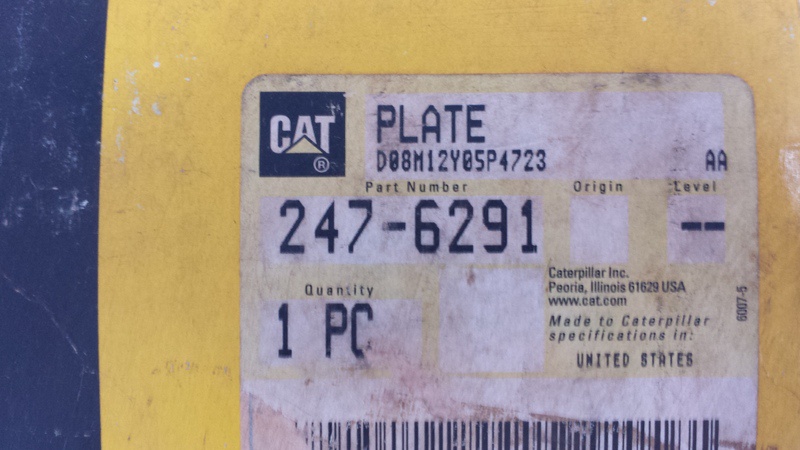 CAT
®
PLATE
D08M12Y05P4723 AA
Part Number Origin Level
247-6291 --
Quantity
1 PC
Caterpillar Inc.
Peoria, Illinois 61629 USA
www.cat.com
Made to Caterpillar
specifications in:
UNITED STATES
6007-5